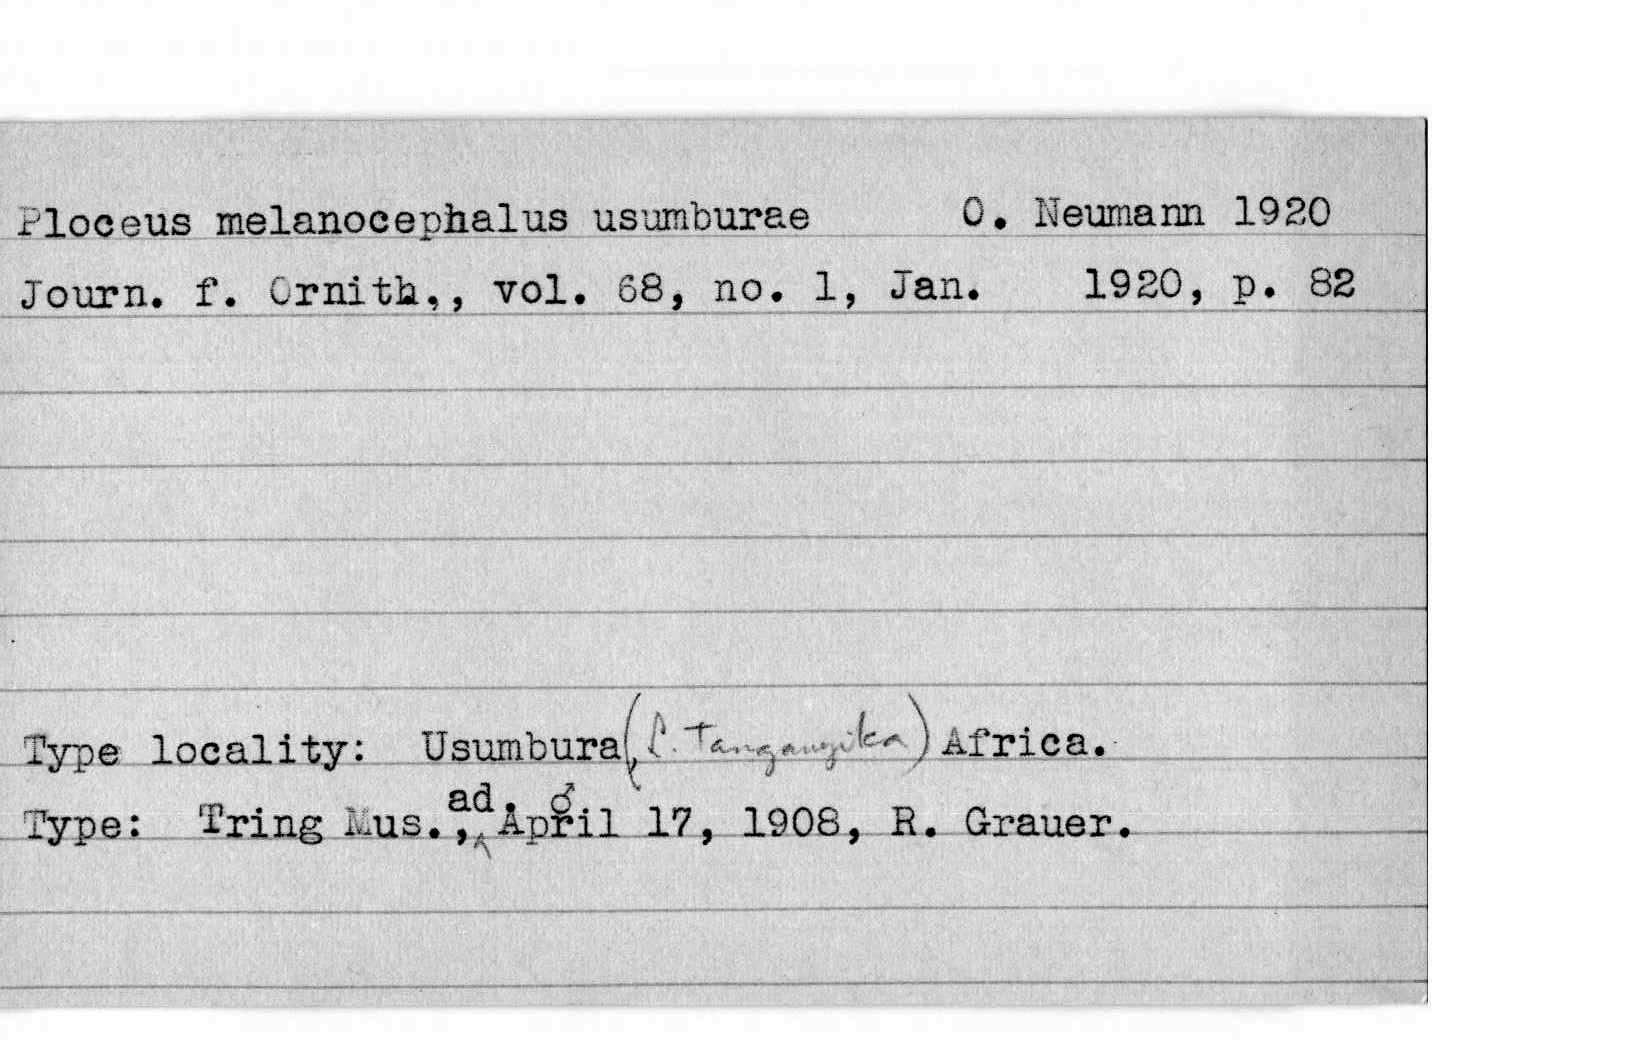 Ploceus melanocephalus usumburae O. Neumann 1920
Journ. f. Ornith., vol. 68, no. 1, Jan. 1920, p. 82
Type locality: Usumbura, (L. Tanganyika) Africa.
Type: Tring Mus., ad. ♂ April 17, 1908, R. Grauer.